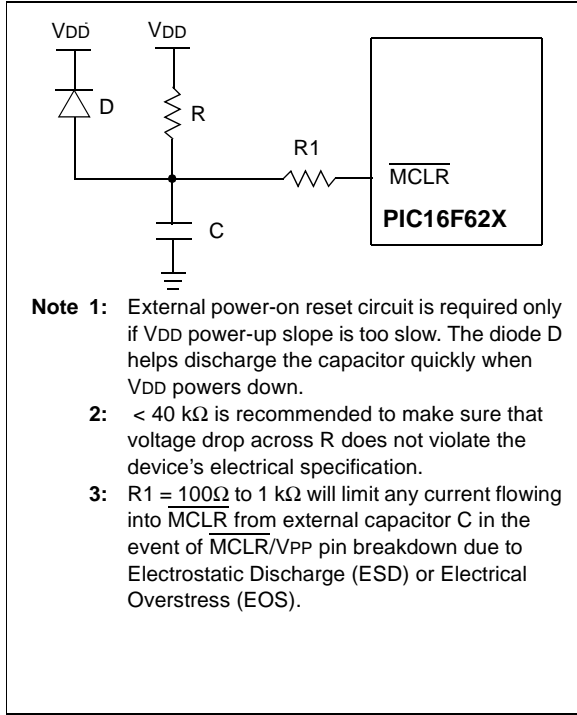 VDD VDD
D
R
R1
MCLR
PIC16F62X
C
Note 1: External power-on reset circuit is required only
if VDD power-up slope is too slow. The diode D
helps discharge the capacitor quickly when
VDD powers down.
2: < 40 kΩ is recommended to make sure that
voltage drop across R does not violate the
device's electrical specification.
3: R1 = 100Ω to 1 kΩ will limit any current flowing
into MCLR from external capacitor C in the
event of MCLR/VPP pin breakdown due to
Electrostatic Discharge (ESD) or Electrical
Overstress (EOS).